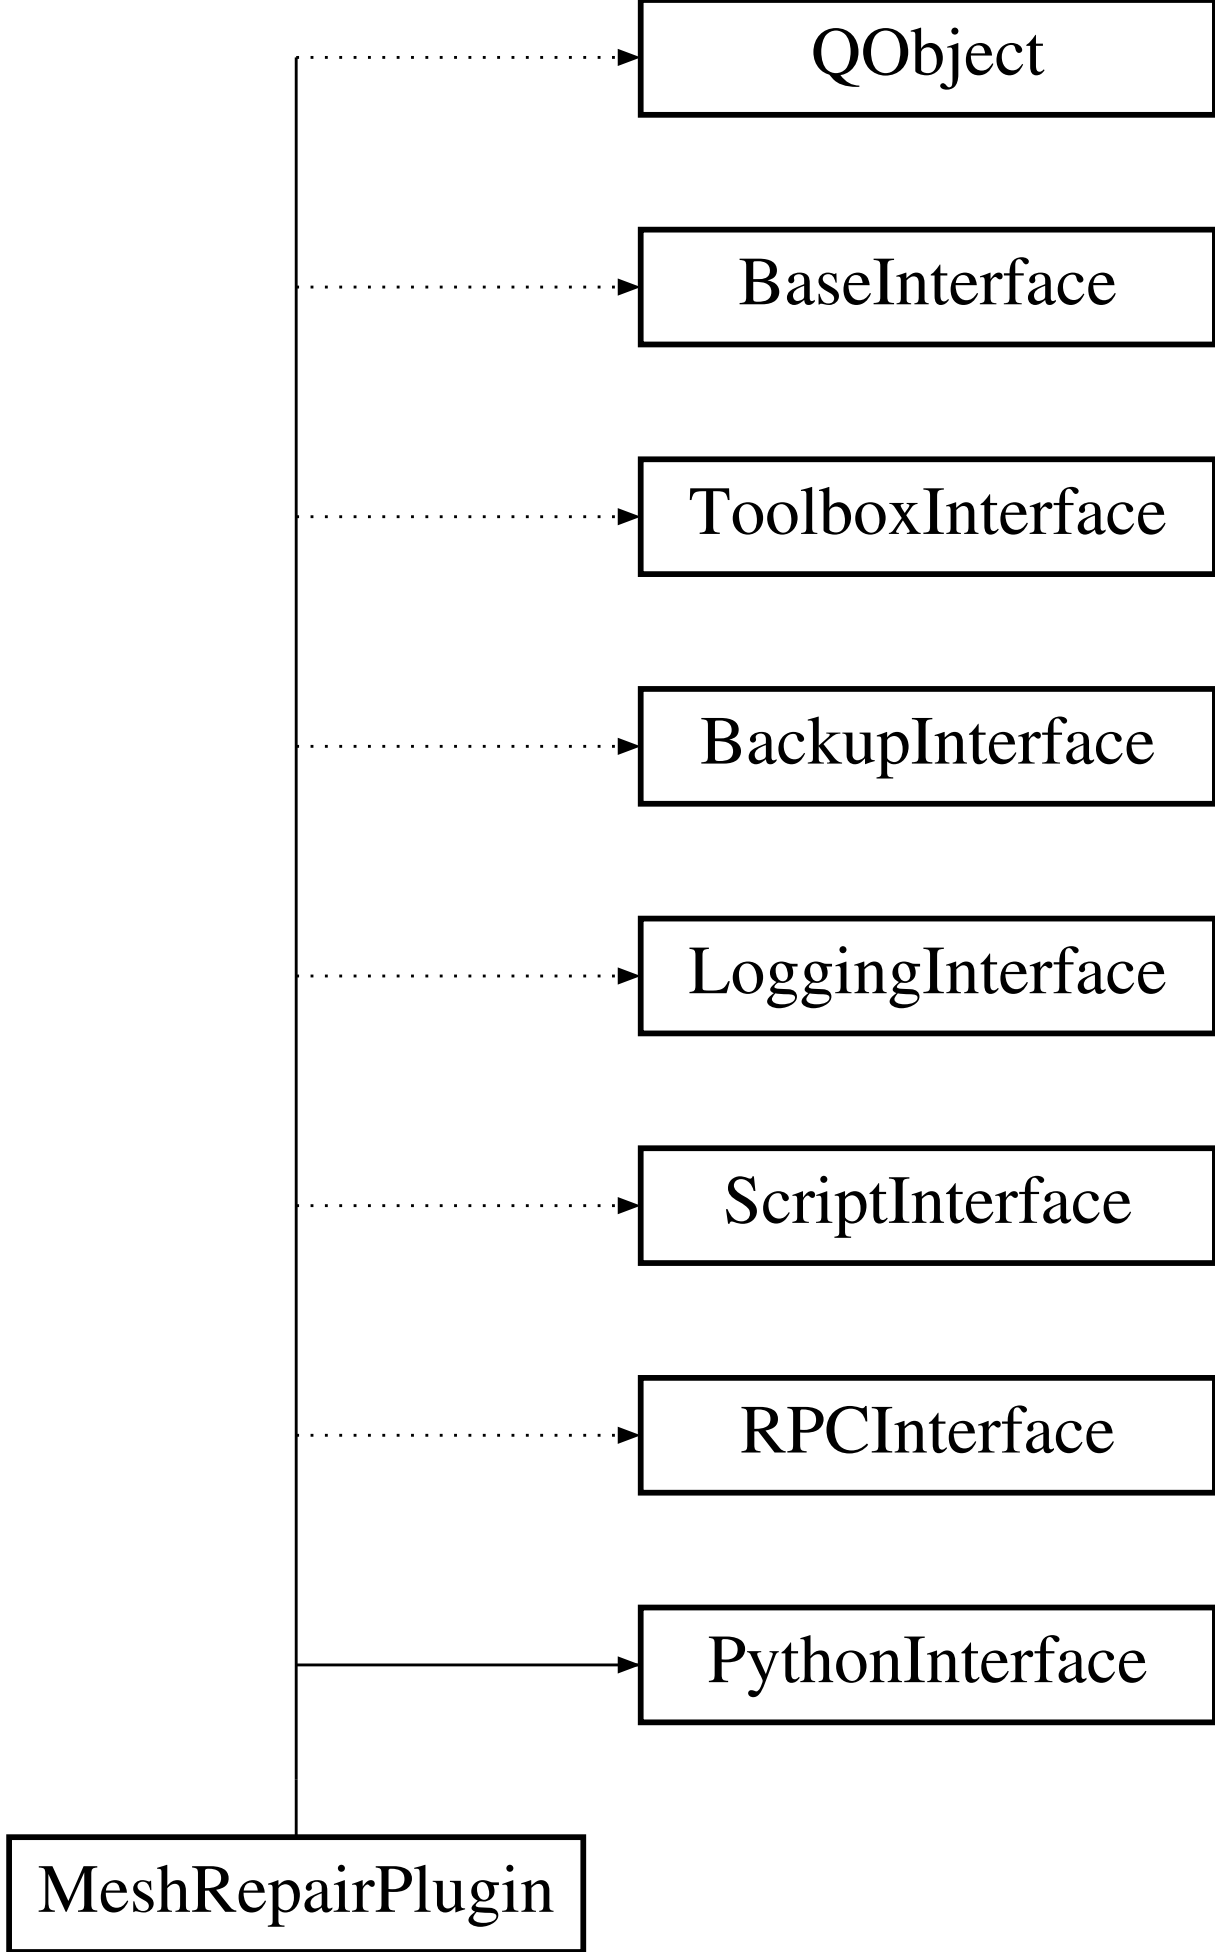 QObject
BaseInterface
ToolboxInterface
BackupInterface
LoggingInterface
ScriptInterface
RPCInterface
PythonInterface
MeshRepairPlugin